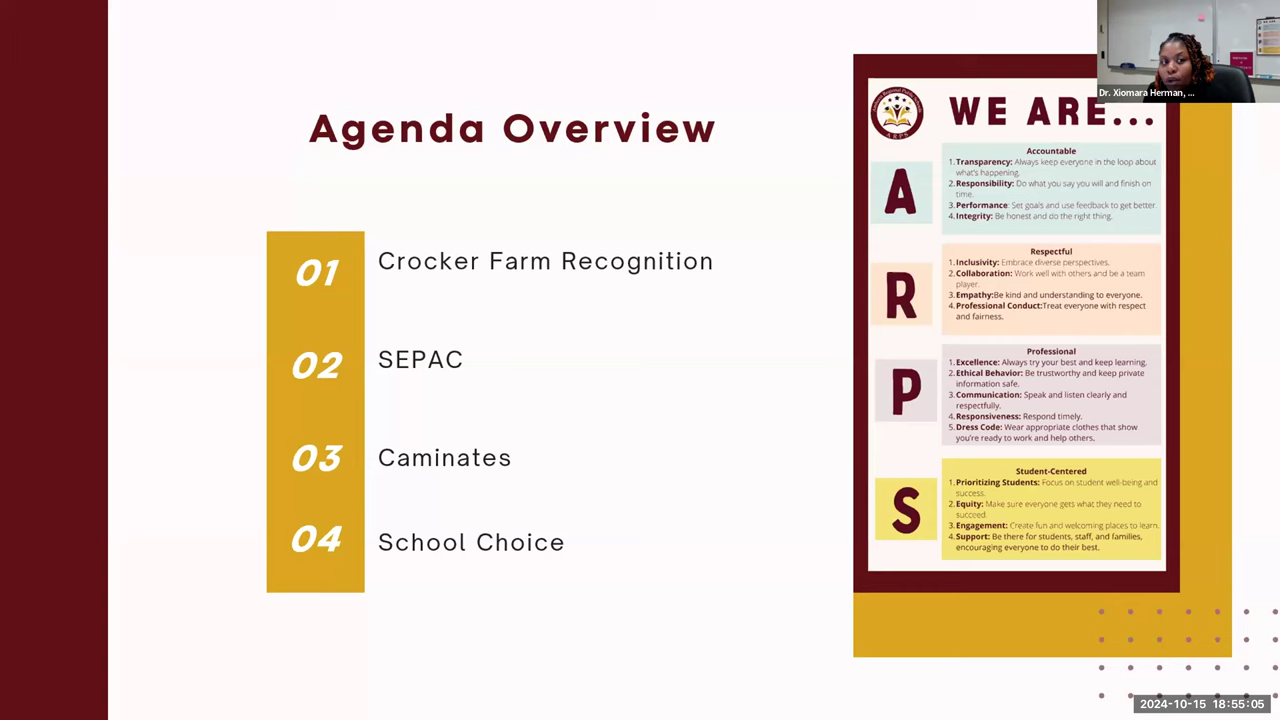 Agenda Overview
01
Crocker Farm Recognition
02
SEPAC
03
Caminates
04
School Choice
WE ARE...
A R P S
A
Accountable
1. Transparency: Always keep everyone in the loop about
what's happening.
2. Responsibility: Do what you say you will and finish on
time.
3. Performance: Set goals and use feedback to get better.
4. Integrity: Be honest and do the right thing.
R
Respectful
1. Inclusivity: Embrace diverse perspectives.
2. Collaboration: Work well with others and be a team
player.
3. Empathy:Be kind and understanding to everyone.
4. Professional Conduct:Treat everyone with respect
and fairness.
P
Professional
1. Excellence: Always try your best and keep learning.
2. Ethical Behavior: Be trustworthy and keep private
information safe.
3. Communication: Speak and listen clearly and
respectfully.
4. Responsiveness: Respond timely.
5. Dress Code: Wear appropriate clothes that show
you're ready to work and help others.
S
Student-Centered
1. Prioritizing Students: Focus on student well-being and
success.
2. Equity: Make sure everyone gets what they need to
succeed.
3. Engagement: Create fun and welcoming places to learn.
4. Support: Be there for students, staff, and families,
encouraging everyone to do their best.
Dr. Xiomara Herman, ...
2024-10-15 18:55:05